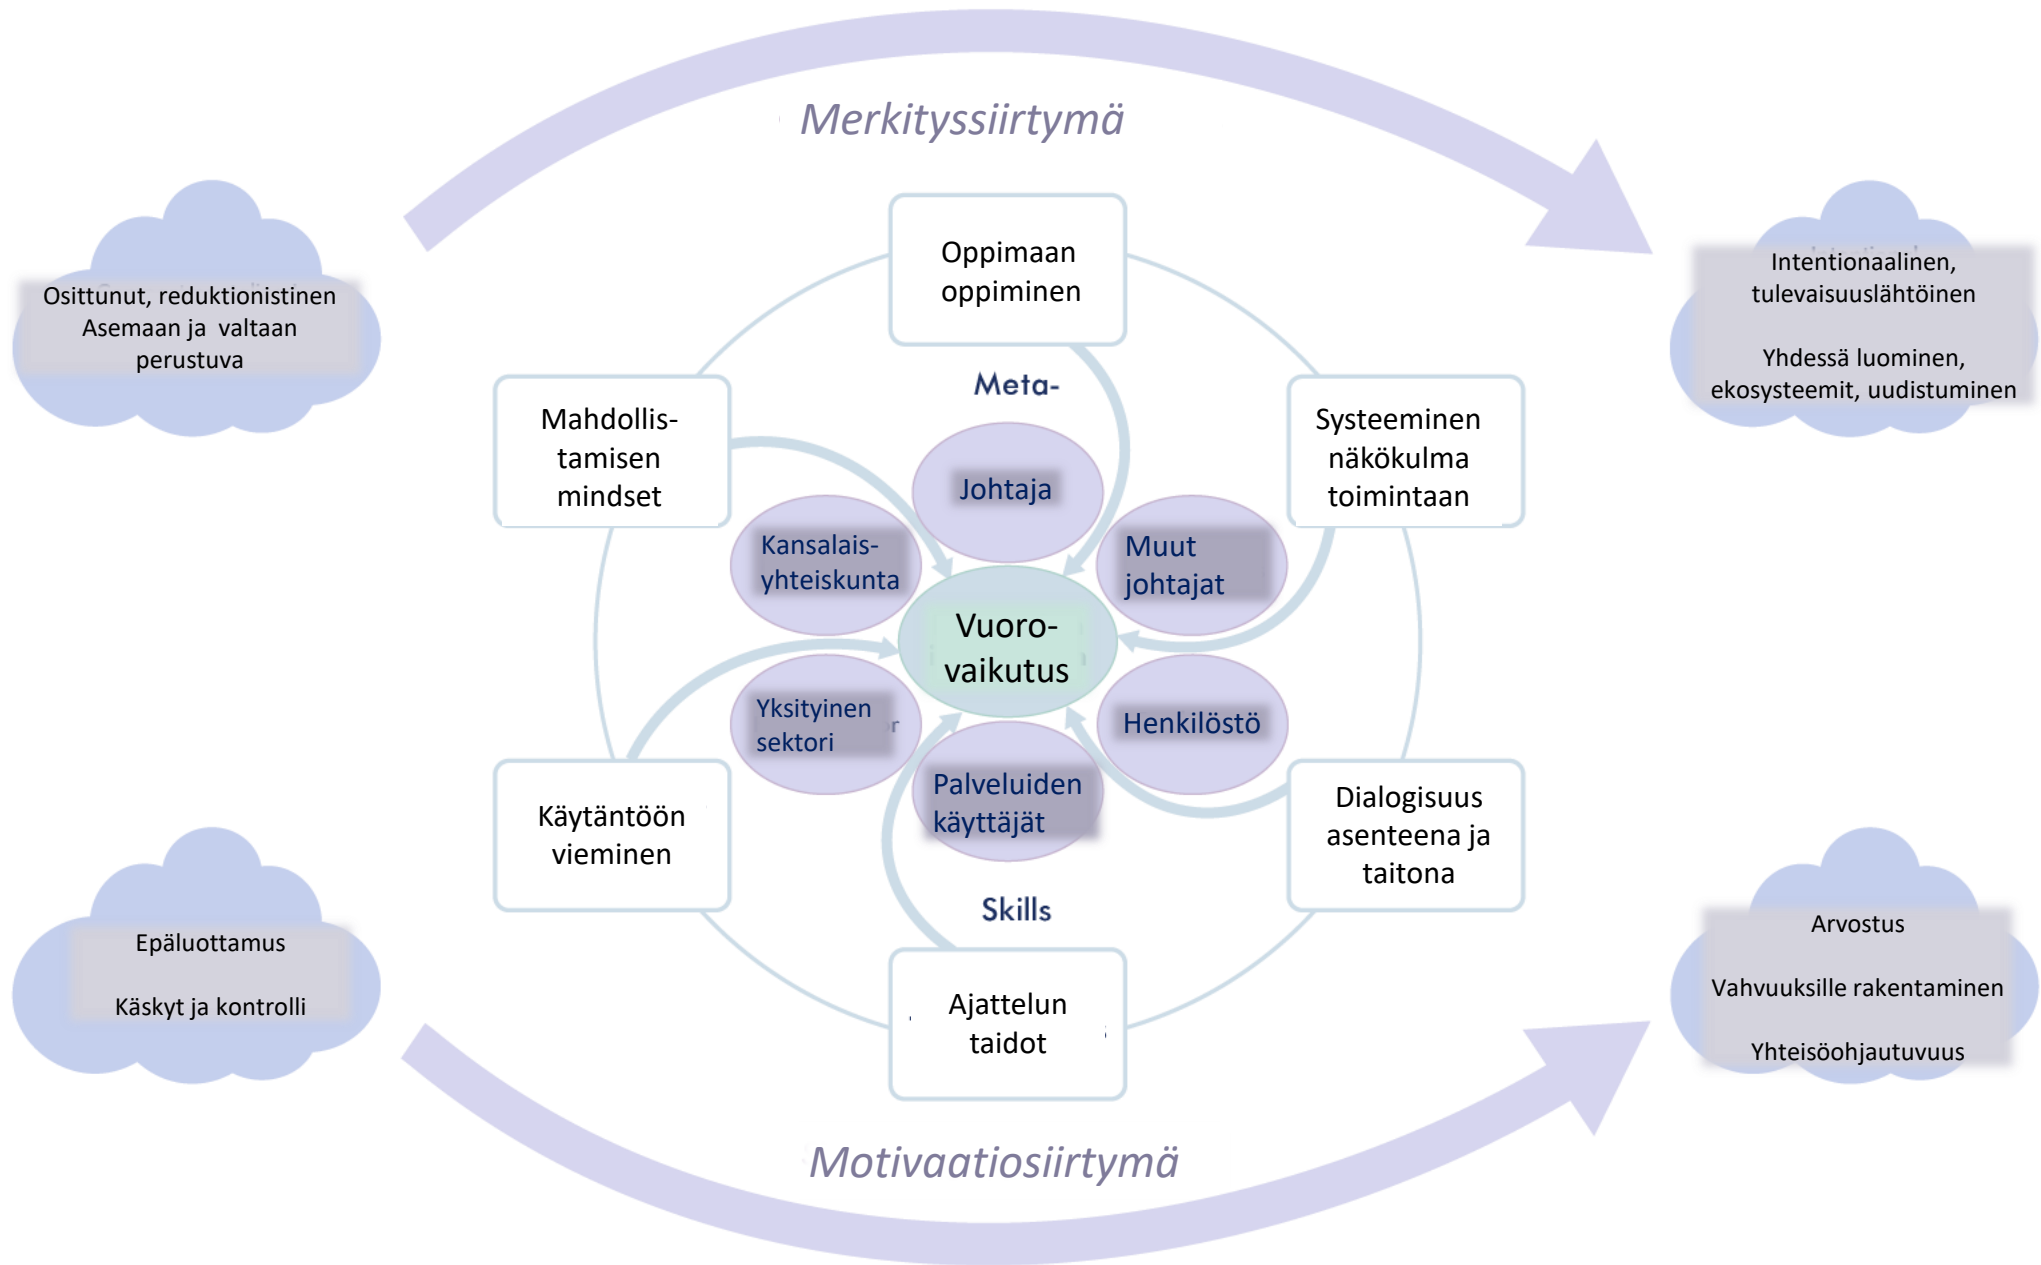 Merkityssiirtymä
Osittunut, reduktionistinen
Asemaan ja valtaan
perustuva
Intentionaalinen,
tulevaisuuslähtöinen
Yhdessä luominen,
ekosysteemit, uudistuminen
Oppimaan
oppiminen
Meta-
Mahdollis-
tamisen
mindset
Systeeminen
näkökulma
toimintaan
Johtaja
Kansalais-
yhteiskunta
Muut
johtajat
Vuoro-
vaikutus
Yksityinen
sektori
Henkilöstö
Palveluiden
käyttäjät
Käytäntöön
vieminen
Dialogisuus
asenteena ja
taitona
Skills
Ajattelun
taidot
Epäluottamus
Käskyt ja kontrolli
Arvostus
Vahvuuksille rakentaminen
Yhteisöohjautuvuus
Motivaatiosiirtymä